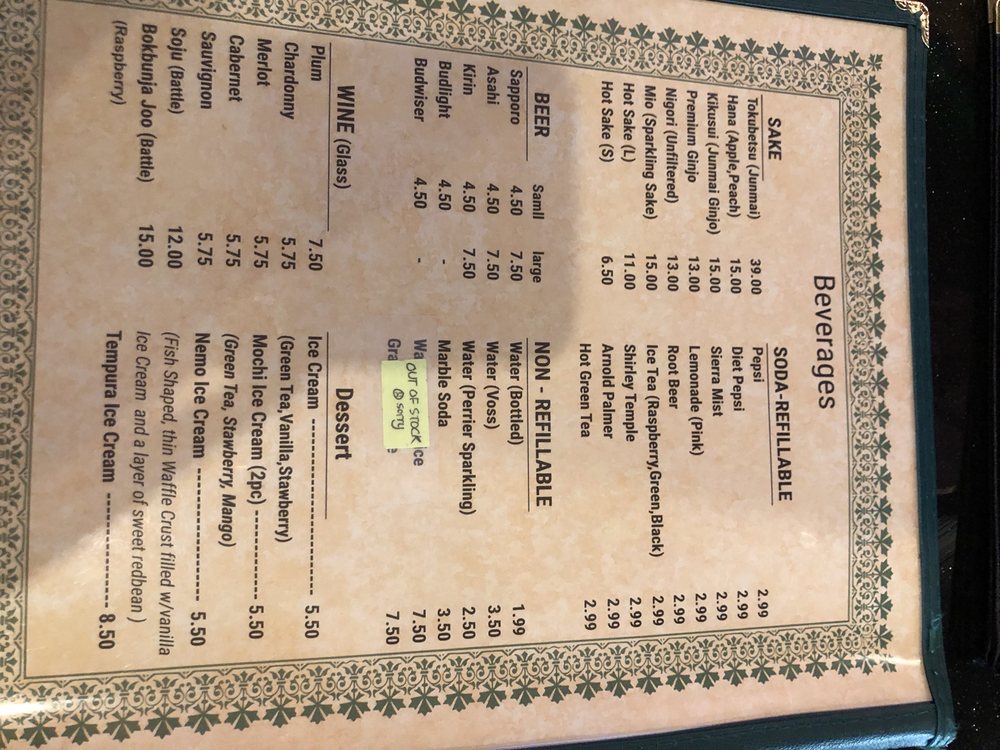 Beverages
SAKE
Tokubetsu (Junmai) 39.00
Hana (Apple,Peach) 15.00
Kikusui (Junmai Ginjo) 15.00
Premium Ginjo 13.00
Nigori (Unfiltered) 13.00
Mio (Sparkling Sake) 15.00
Hot Sake (L) 11.00
Hot Sake (S) 6.50
BEER Samll large
Sapporo 4.50 7.50
Asahi 4.50 7.50
Kirin 4.50 7.50
Budlight 4.50 -
Budwiser 4.50 -
WINE (Glass)
Plum 7.50
Chardonny 5.75
Merlot 5.75
Cabernet 5.75
Sauvignon 5.75
Soju (Battle) 12.00
Bokbunja Joo (Battle) 15.00
(Raspberry)
SODA-REFILLABLE
Pepsi 2.99
Diet Pepsi 2.99
Sierra Mist 2.99
Lemonade (Pink) 2.99
Root Beer 2.99
Ice Tea (Raspberry,Green,Black) 2.99
Shirley Temple 2.99
Arnold Palmer 2.99
Hot Green Tea 2.99
NON - REFILLABLE
Water (Bottled) 1.99
Water (Voss) 3.50
Water (Perrier Sparkling) 2.50
Marble Soda 3.50
7.50
7.50
OUT OF STOCK
sorry
Dessert
Ice Cream ------------------------ 5.50
(Green Tea,Vanilla,Stawberry)
Mochi Ice Cream (2pc) ------------ 5.50
(Green Tea, Stawberry, Mango)
Nemo Ice Cream ------------------ 5.50
(Fish Shaped, thin Waffle Crust filled w/vanilla
Ice Cream and a layer of sweet redbean )
Tempura Ice Cream --------------- 8.50